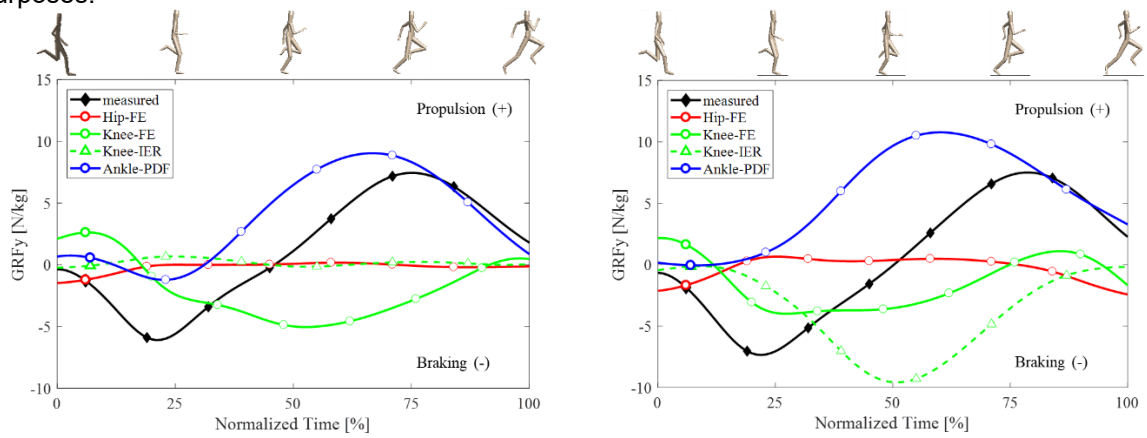 urposes.
15
10
5
0
-5
-10
GRFy [N/kg]
measured
Hip-FE
Knee-FE
Knee-IER
Ankle-PDF
Propulsion (+)
Braking (-)
0 25 50 75 100
Normalized Time [%]
15
10
5
0
-5
-10
GRFy [N/kg]
measured
Hip-FE
Knee-FE
Knee-IER
Ankle-PDF
Propulsion (+)
Braking (-)
0 25 50 75 100
Normalized Time [%]